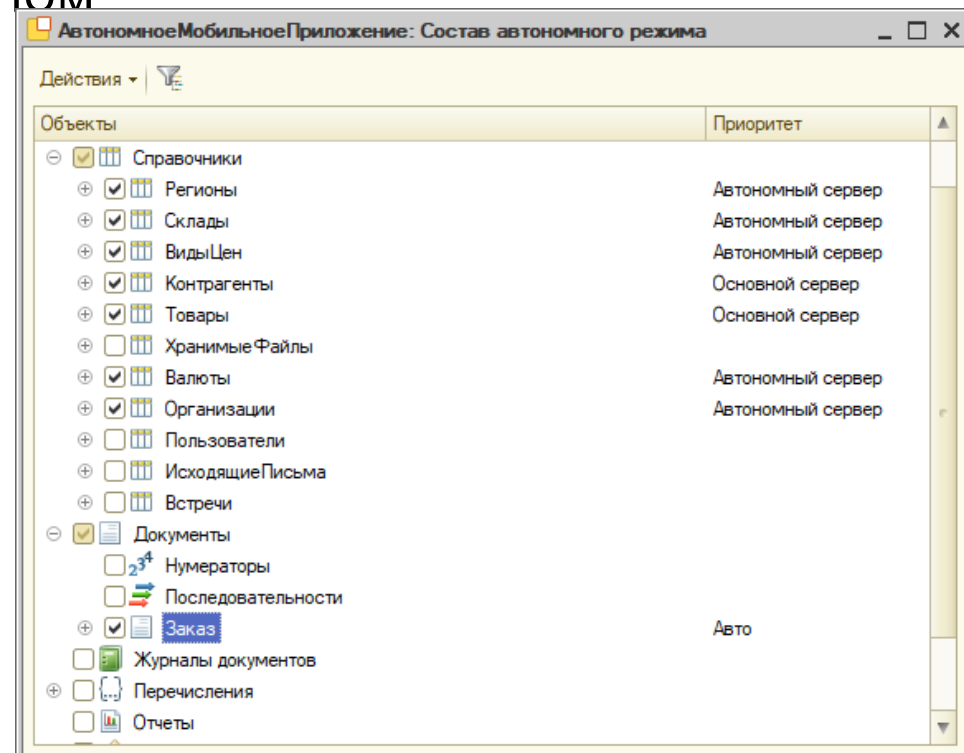 АвтономноеМобильноеПриложение: Состав автономного режима
Действия
Объекты Приоритет
Справочники
Регионы Автономный сервер
Склады Автономный сервер
ВидыЦен Автономный сервер
Контрагенты Основной сервер
Товары Основной сервер
ХранимыеФайлы
Валюты Автономный сервер
Организации Автономный сервер
Пользователи
ИсходящиеПисьма
Встречи
Документы
Нумераторы
Последовательности
Заказ Авто
Журналы документов
Перечисления
Отчеты